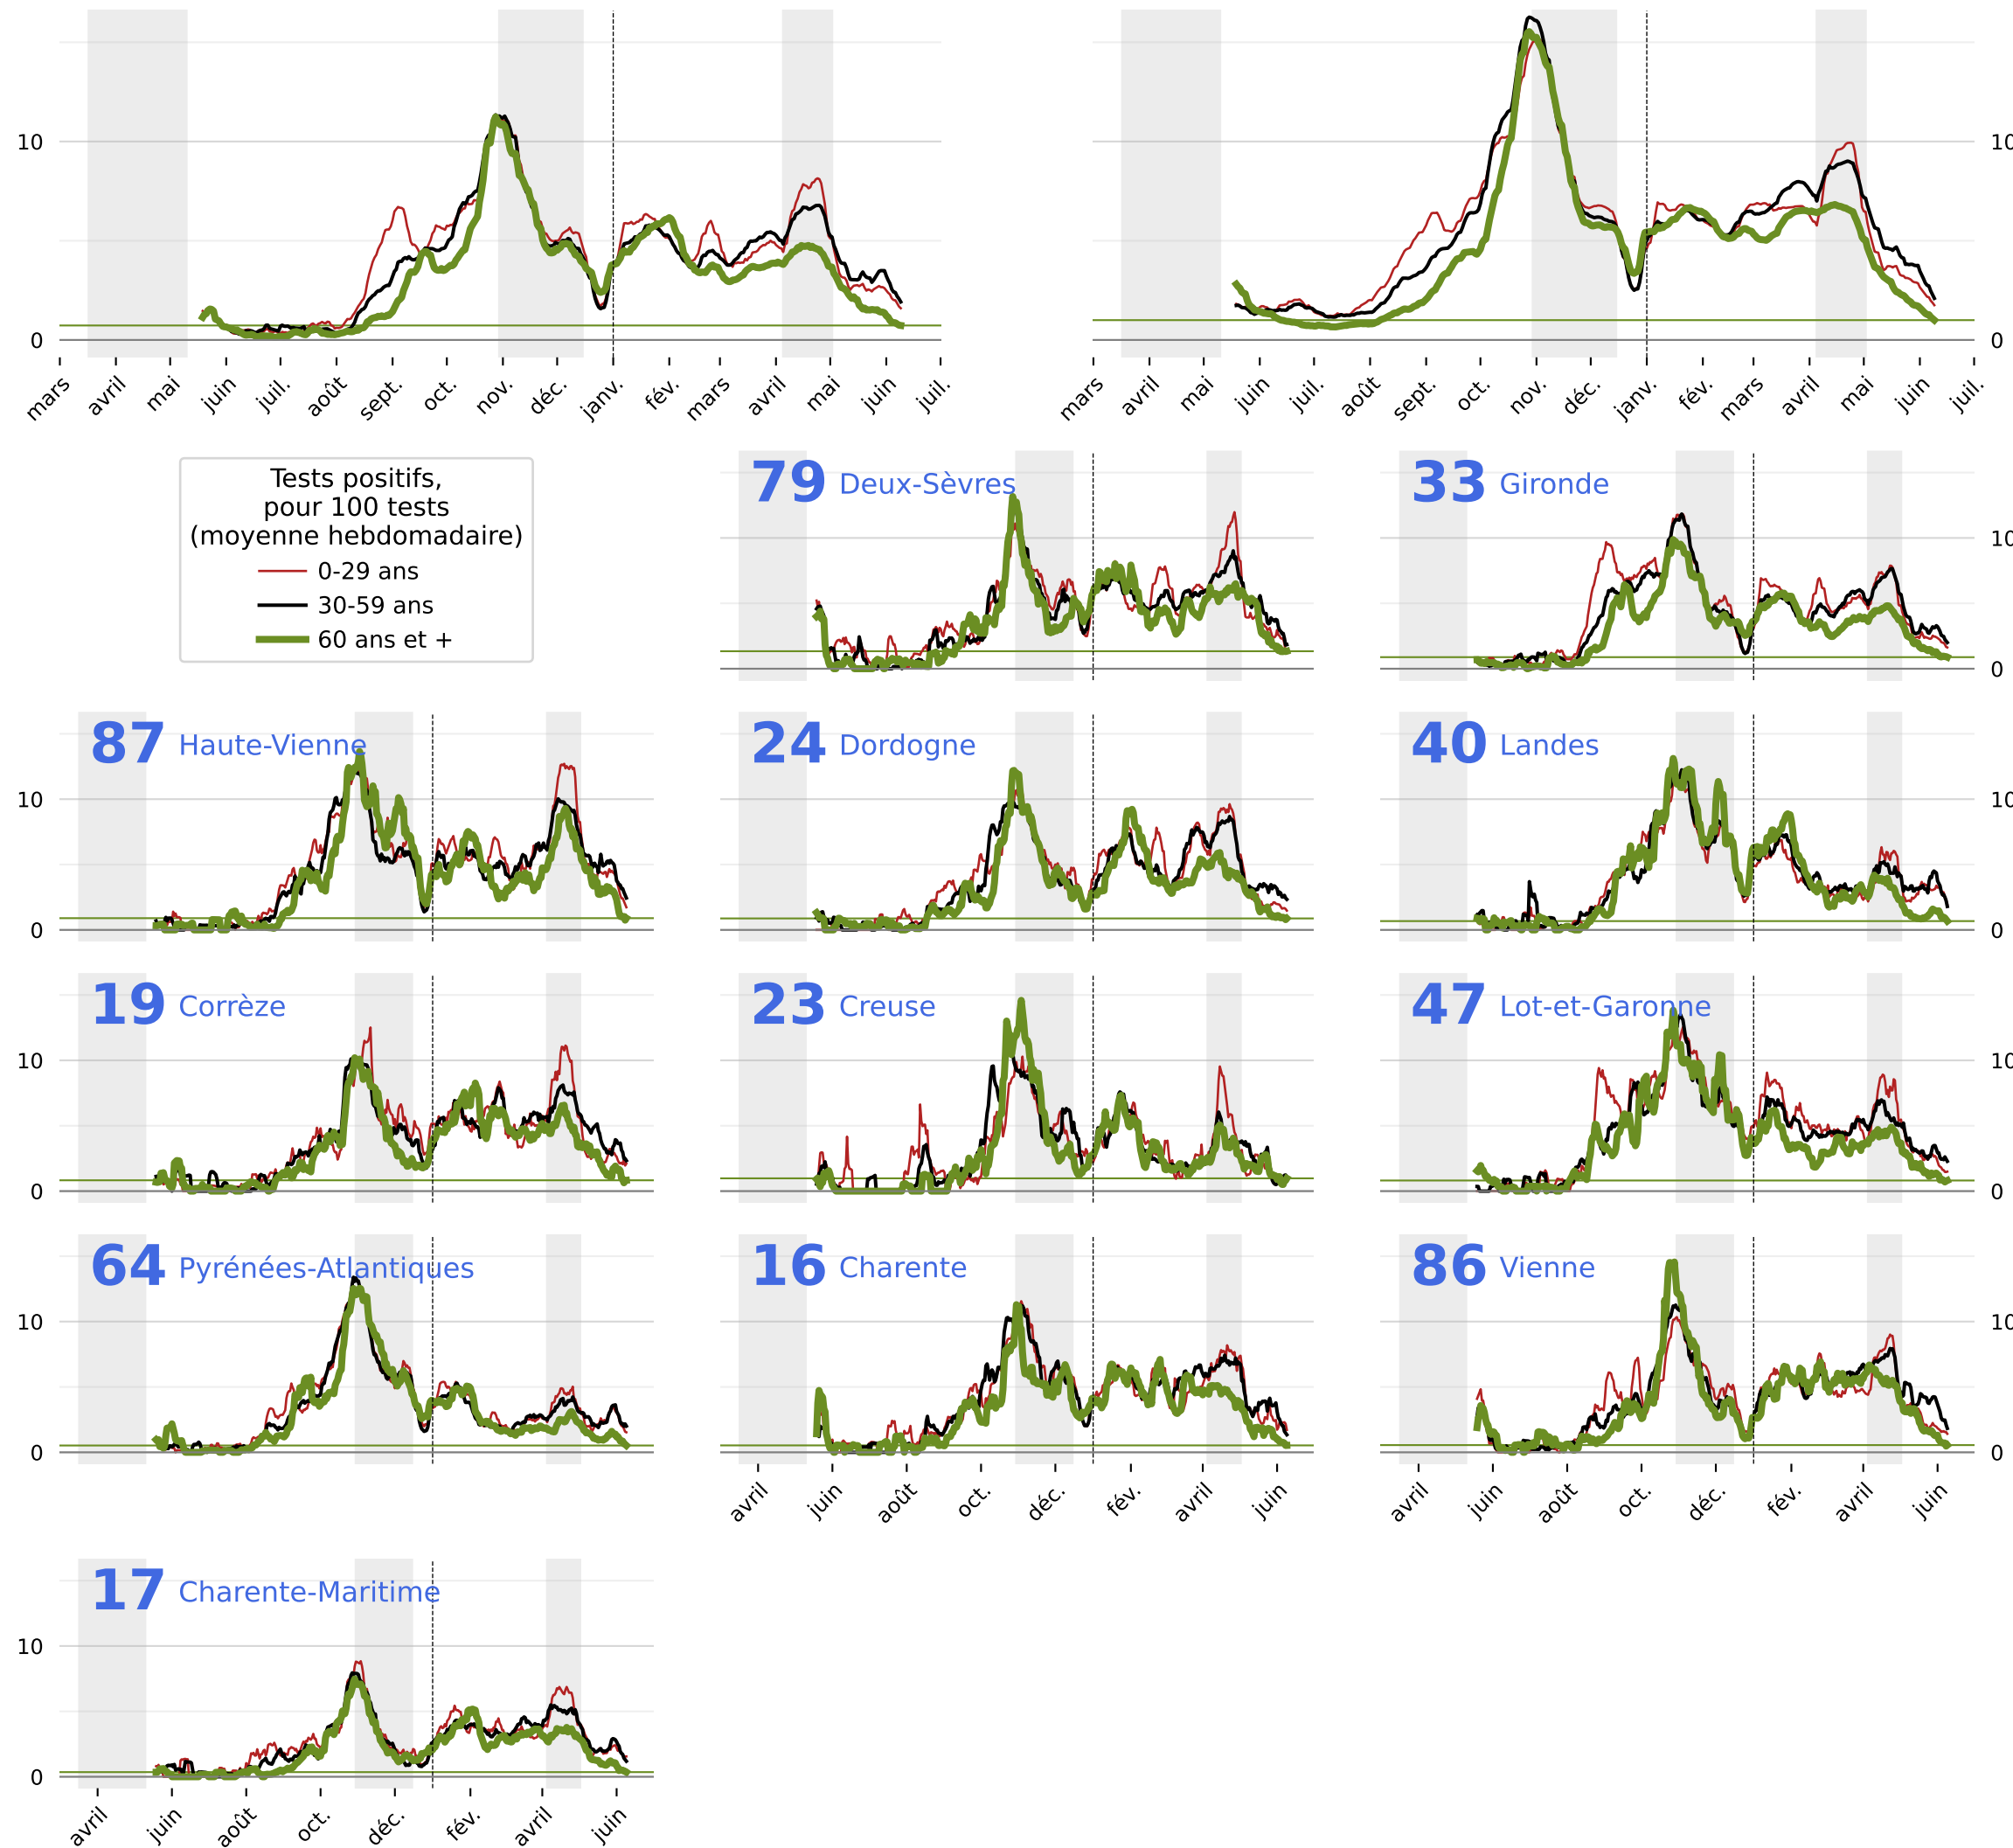 10
0
mars avril mai juin juil. août sept. oct. nov. déc. janv. fév. mars avril mai juin juil.
10
0
mars avril mai juin juil. août sept. oct. nov. déc. janv. fév. mars avril mai juin juil.
Tests positifs,
pour 100 tests
(moyenne hebdomadaire)
0-29 ans
30-59 ans
60 ans et +
79 Deux-Sèvres
33 Gironde
10
0
87 Haute-Vienne
10
0
24 Dordogne
40 Landes
10
0
19 Corrèze
10
0
23 Creuse
47 Lot-et-Garonne
10
0
64 Pyrénées-Atlantiques
10
0
16 Charente
avril juin août oct. déc. fév. avril juin
86 Vienne
10
0
avril juin août oct. déc. fév. avril juin
17 Charente-Maritime
10
0
avril juin août oct. déc. fév. avril juin